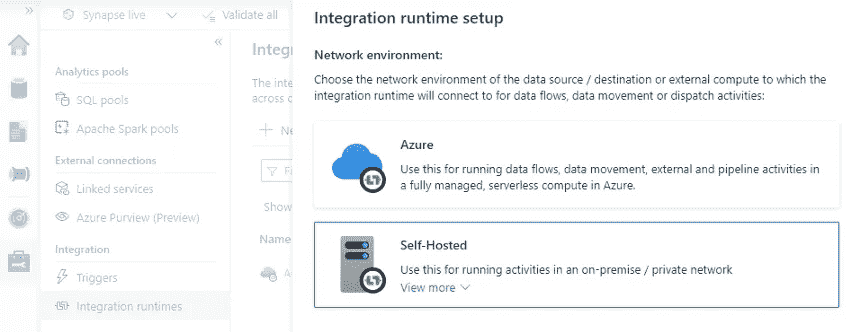 Synapse live
Validate all
Analytics pools
SQL pools
Apache Spark pools
External connections
Linked services
Azure Purview (Preview)
Integration
Triggers
Integration runtimes
Integ
The inte
across c
Ne
Show
Name
Integration runtime setup
Network environment:
Choose the network environment of the data source / destination or external compute to which the
integration runtime will connect to for data flows, data movement or dispatch activities:
Azure
Use this for running data flows, data movement, external and pipeline activities in
a fully managed, serverless compute in Azure.
Self-Hosted
Use this for running activities in an on-premise / private network
View more